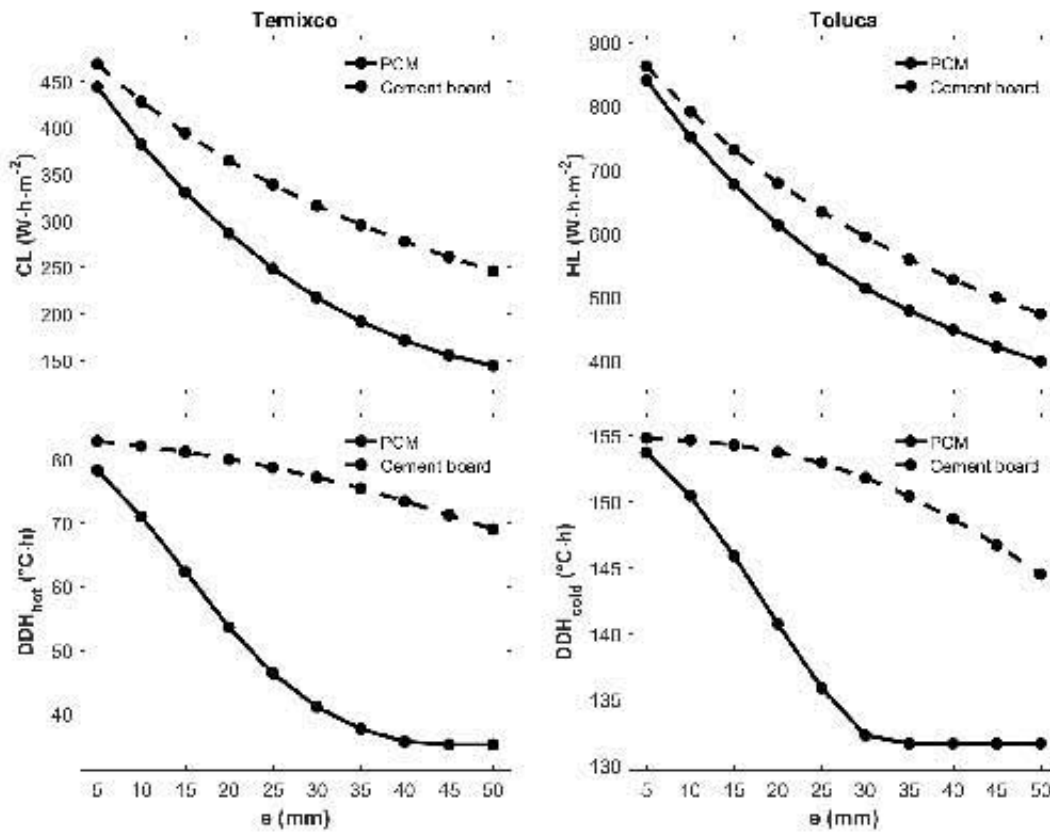 Temixco
PCM
Cement board
450
400
350
300
250
200
150
CL (W·h·m⁻²)
Toluca
PCM
Cement board
900
800
700
600
500
400
HL (W·h·m⁻²)
PCM
Cement board
80
70
60
50
40
DDH_hot (°C·h)
5 10 15 20 25 30 35 40 45 50
e (mm)
PCM
Cement board
155
150
145
140
135
130
DDH_cold (°C·h)
5 10 15 20 25 30 35 40 45 50
e (mm)